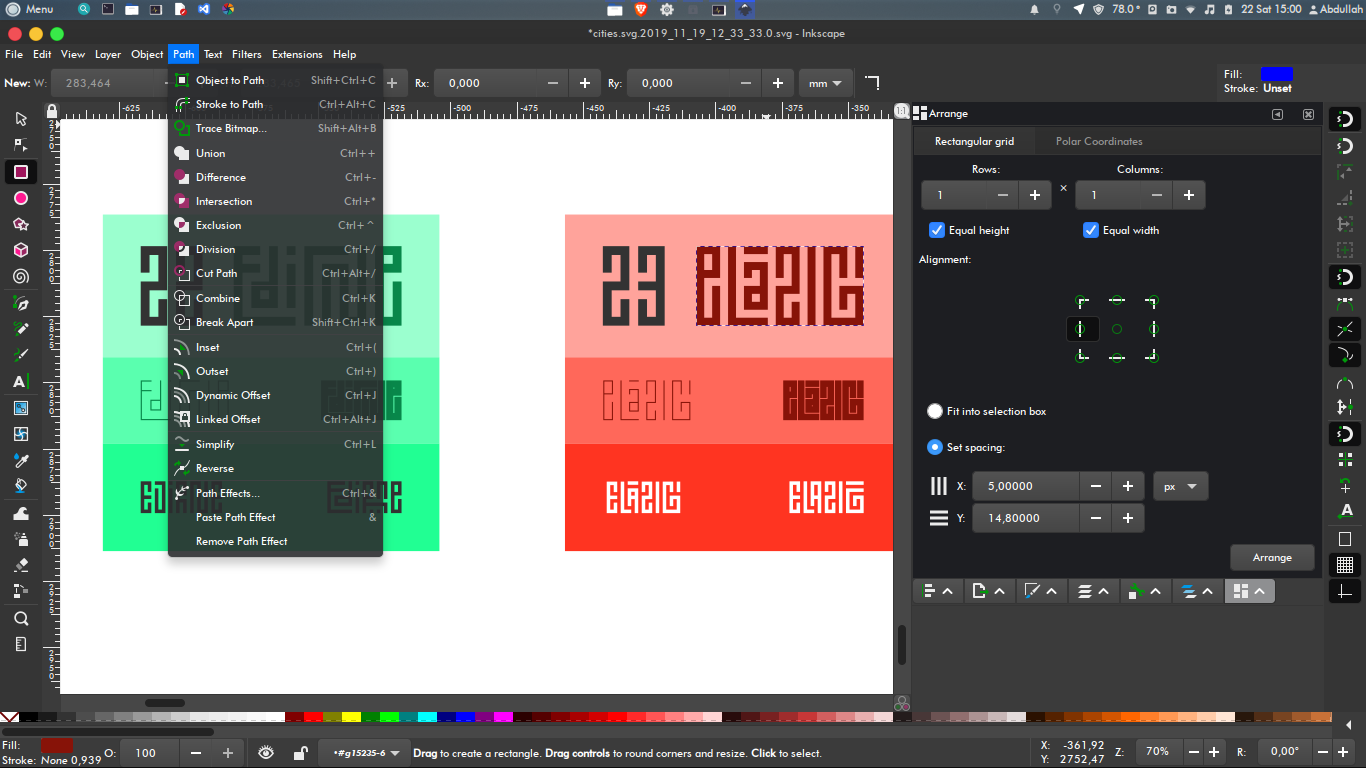 Menu
78.0°
22 Sat 15:00
Abdullah
*cities.svg.2019_11_19_12_33_33.0.svg - Inkscape
File Edit View Layer Object Path Text Filters Extensions Help
New: W: 283,464
Rx: 0,000
Ry: 0,000
mm
Fill:
Stroke: Unset
Object to Path Shift+Ctrl+C
Stroke to Path Ctrl+Alt+C
Trace Bitmap... Shift+Alt+B
Union Ctrl++
Difference Ctrl+-
Intersection Ctrl+*
Exclusion Ctrl+^
Division Ctrl+/
Cut Path Ctrl+Alt+/
Combine Ctrl+K
Break Apart Shift+Ctrl+K
Inset Ctrl+(
Outset Ctrl+)
Dynamic Offset Ctrl+J
Linked Offset Ctrl+Alt+J
Simplify Ctrl+L
Reverse
Path Effects... Ctrl+&
Paste Path Effect &
Remove Path Effect
-625 -525 -500 -475 -450 -425 -400 -375 -350
1:1
23
Arrange
Rectangular grid
Polar Coordinates
Rows:
Columns:
1 × 1
Equal height
Equal width
Alignment:
Fit into selection box
Set spacing:
X: 5,00000 px
Y: 14,80000
Arrange
Fill:
Stroke: None 0,939
O: 100
•#g15235-6
Drag to create a rectangle. Drag controls to round corners and resize. Click to select.
X: -361,92
Y: 2752,47
Z: 70%
R: 0,00°